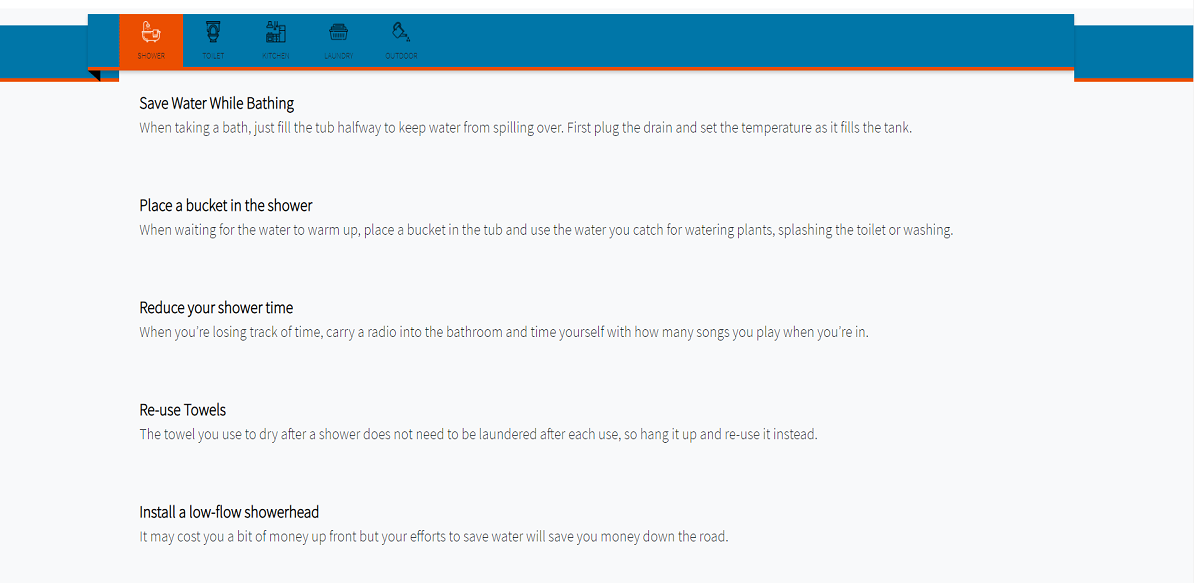 SHOWER
TOILET
KITCHEN
LAUNDRY
OUTDOOR
Save Water While Bathing
When taking a bath, just fill the tub halfway to keep water from spilling over. First plug the drain and set the temperature as it fills the tank.
Place a bucket in the shower
When waiting for the water to warm up, place a bucket in the tub and use the water you catch for watering plants, splashing the toilet or washing.
Reduce your shower time
When you're losing track of time, carry a radio into the bathroom and time yourself with how many songs you play when you're in.
Re-use Towels
The towel you use to dry after a shower does not need to be laundered after each use, so hang it up and re-use it instead.
Install a low-flow showerhead
It may cost you a bit of money up front but your efforts to save water will save you money down the road.